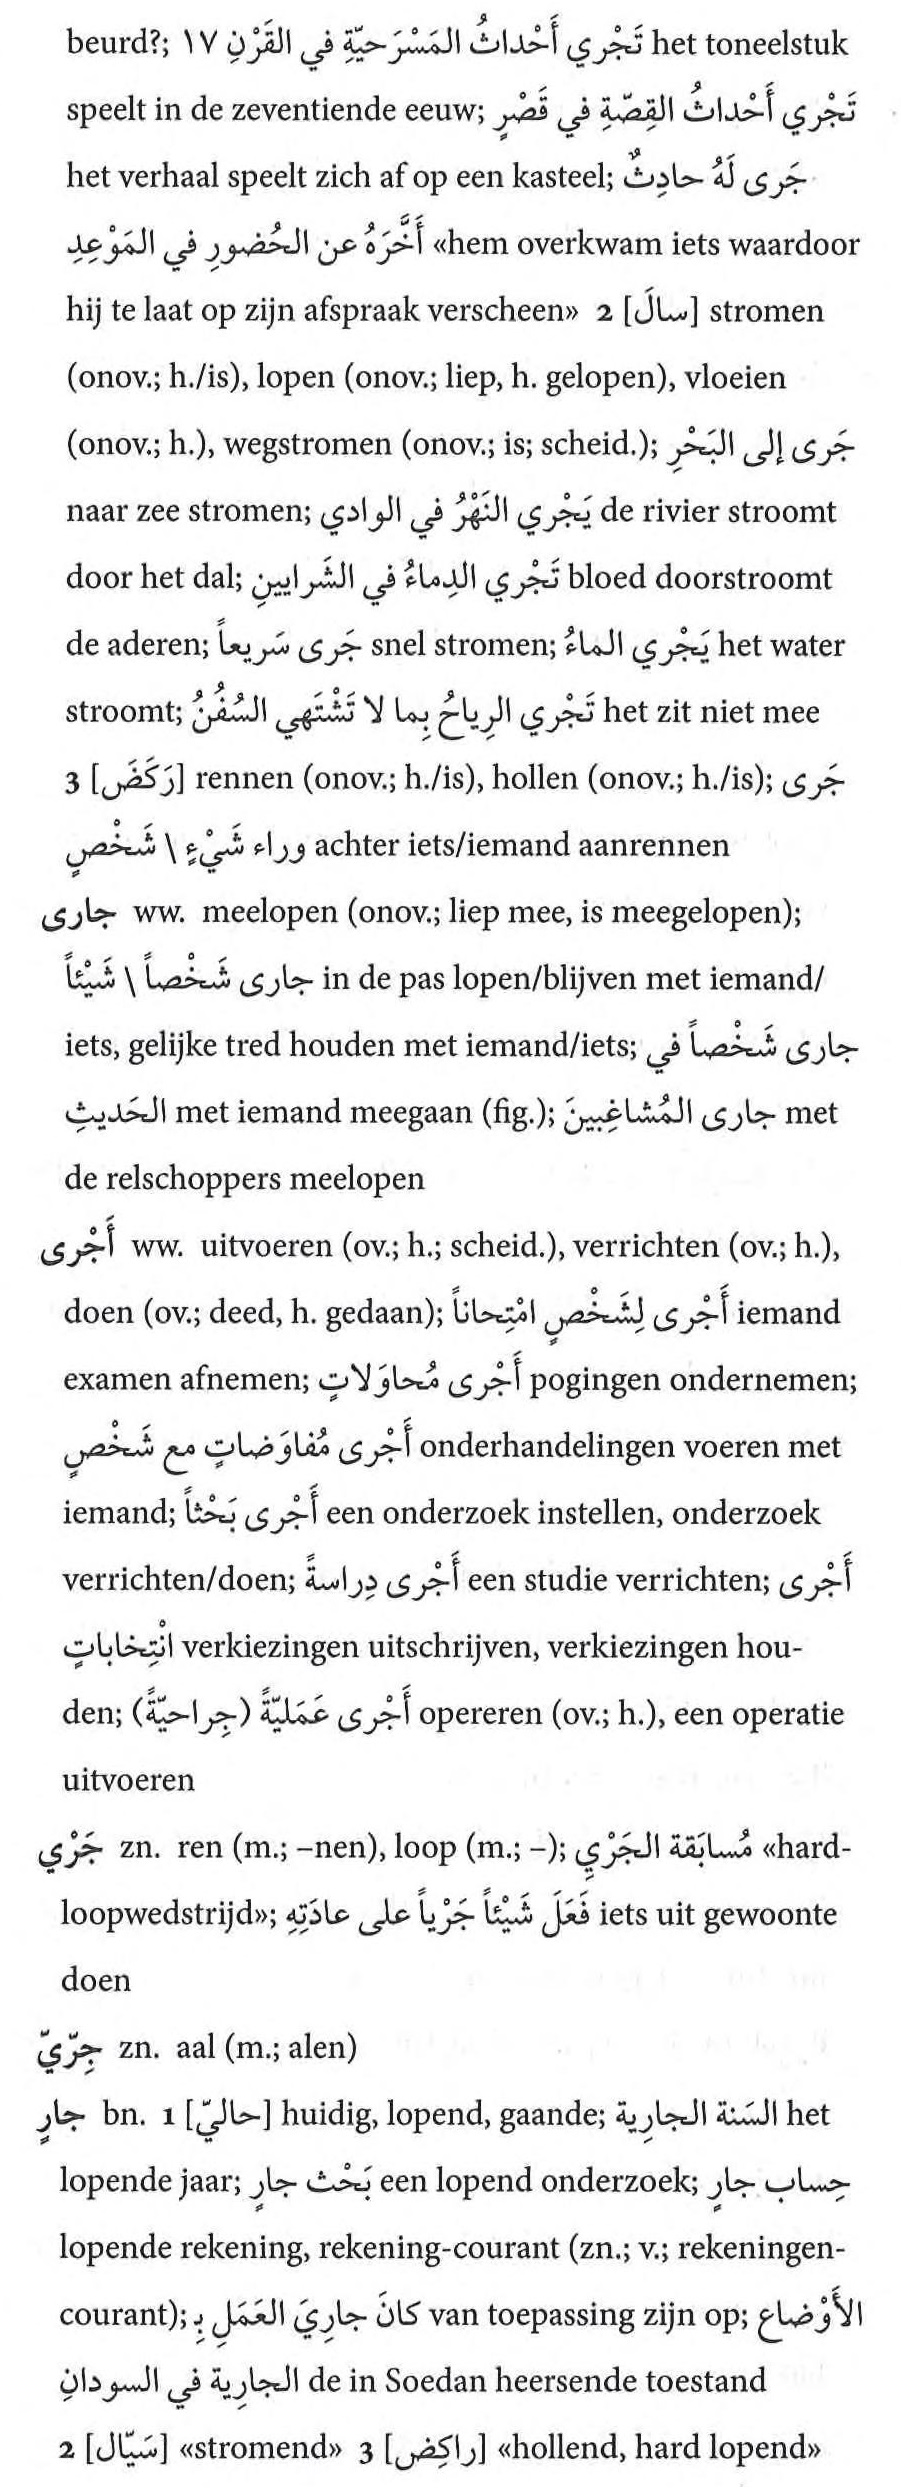 beurd?; تَجْري أَحْداثُ المَسْرَحيّةِ في القَرْنِ ١٧ het toneelstuk
speelt in de zeventiende eeuw; تَجْري أَحْداثُ القِصّةِ في قَصْرٍ
het verhaal speelt zich af op een kasteel; جَرى لَهُ حادِثٌ
أَخَّرَهُ عن الحُضورِ في المَوْعِدِ «hem overkwam iets waardoor
hij te laat op zijn afspraak verscheen» 2 [سالَ] stromen
(onov.; h./is), lopen (onov.; liep, h. gelopen), vloeien
(onov.; h.), wegstromen (onov.; is; scheid.); جَرى إلى البَحْرِ
naar zee stromen; يَجْري النَهْرُ في الوادي de rivier stroomt
door het dal; تَجْري الدِماءُ في الشَرايينِ bloed doorstroomt
de aderen; جَرى سَريعاً snel stromen; يَجْري الماءُ het water
stroomt; تَجْري الرِياحُ بِما لا تَشْتَهي السُفُنُ het zit niet mee
3 [رَكَضَ] rennen (onov.; h./is), hollen (onov.; h./is); جَرى
وراء شَيْءٍ \ شَخْصٍ achter iets/iemand aanrennen
جارى ww. meelopen (onov.; liep mee, is meegelopen);
جارى شَخْصاً \ شَيْئاً in de pas lopen/blijven met iemand/
iets, gelijke tred houden met iemand/iets; جارى شَخْصاً في
الحَديثِ met iemand meegaan (fig.); جارى المُشاغِبينَ met
de relschoppers meelopen
أَجْرى ww. uitvoeren (ov.; h.; scheid.), verrichten (ov.; h.),
doen (ov.; deed, h. gedaan); أَجْرى لِشَخْصٍ امْتِحاناً iemand
examen afnemen; أَجْرى مُحاوَلاتٍ pogingen ondernemen;
أَجْرى مُفاوَضاتٍ مع شَخْصٍ onderhandelingen voeren met
iemand; أَجْرى بَحْثاً een onderzoek instellen, onderzoek
verrichten/doen; أَجْرى دِراسةً een studie verrichten; أَجْرى
انْتِخاباتٍ verkiezingen uitschrijven, verkiezingen hou-
den; أَجْرى عَمَليّةً (جِراحيّةً) opereren (ov.; h.), een operatie
uitvoeren
جَرْي zn. ren (m.; –nen), loop (m.; –); مُسابَقة الجَرْيِ «hard-
loopwedstrijd»; فَعَلَ شَيْئاً جَرْياً على عادَتِهِ iets uit gewoonte
doen
جِرّيّ zn. aal (m.; alen)
جارٍ bn. 1 [حاليّ] huidig, lopend, gaande; السَنة الجارِية het
lopende jaar; بَحْث جارٍ een lopend onderzoek; حِساب جارٍ
lopende rekening, rekening-courant (zn.; v.; rekeningen-
courant); كانَ جارِيَ العَمَلِ بِـ van toepassing zijn op; الأَوْضاع
الجارِية في السودانِ de in Soedan heersende toestand
2 [سَيّال] «stromend» 3 [راكِض] «hollend, hard lopend»